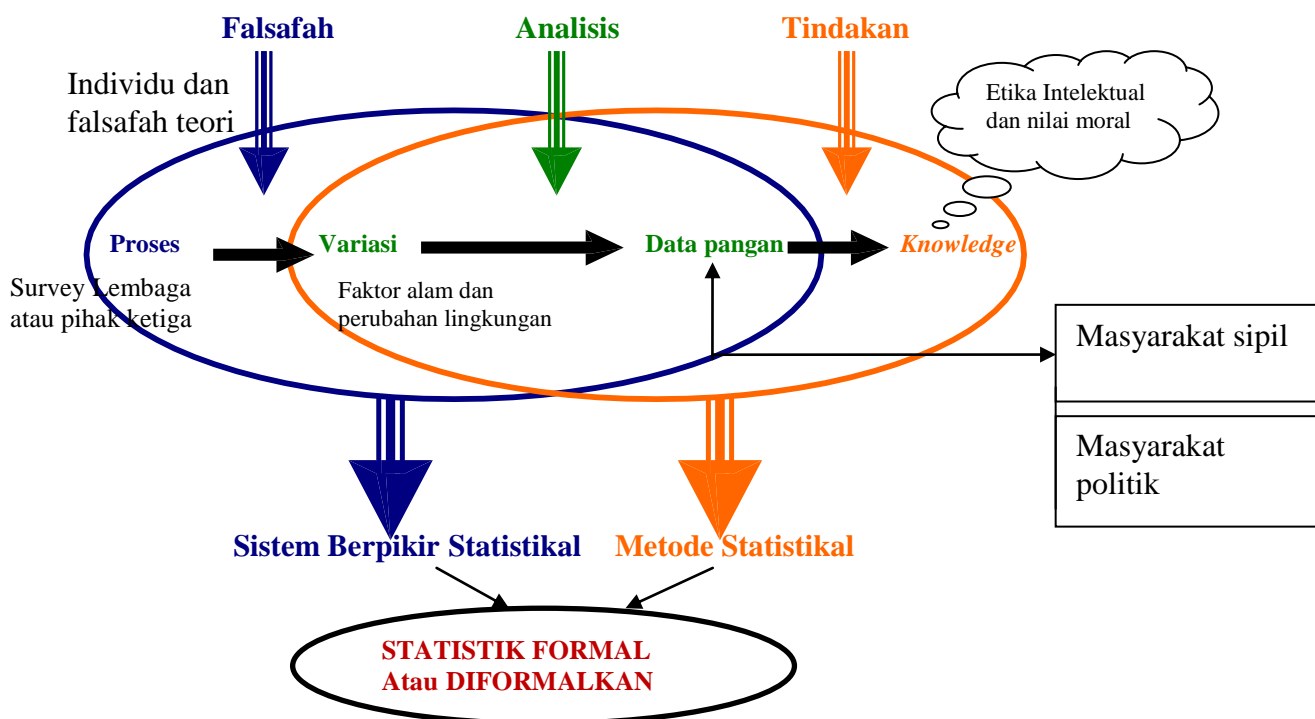 Falsafah
Analisis
Tindakan
Individu dan
falsafah teori
Etika Intelektual
dan nilai moral
Proses
Variasi
Data pangan
Knowledge
Survey Lembaga
atau pihak ketiga
Faktor alam dan
perubahan lingkungan
Masyarakat sipil
Masyarakat
politik
Sistem Berpikir Statistikal
Metode Statistikal
STATISTIK FORMAL
Atau DIFORMALKAN